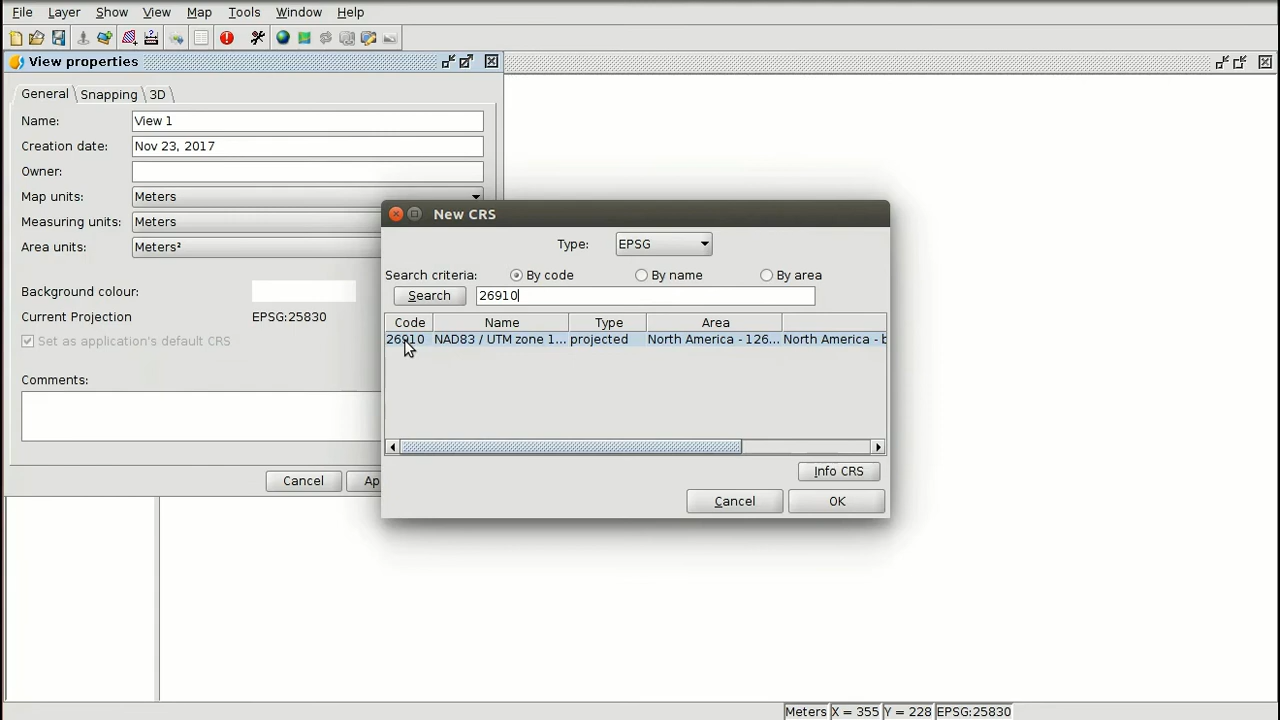 File Layer Show View Map Tools Window Help
View properties
General Snapping 3D
Name: View 1
Creation date: Nov 23, 2017
Owner:
Map units: Meters
Measuring units: Meters
Area units: Meters²
Background colour:
Current Projection EPSG:25830
Set as application's default CRS
Comments:
Cancel Ap
New CRS
Type: EPSG
Search criteria: By code By name By area
Search 26910
Code Name Type Area
26910 NAD83 / UTM zone 1... projected North America - 126... North America - b
Info CRS
Cancel OK
Meters X = 355 Y = 228 EPSG:25830